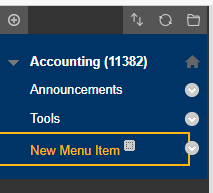 Accounting (11382)
Announcements
Tools
New Menu Item